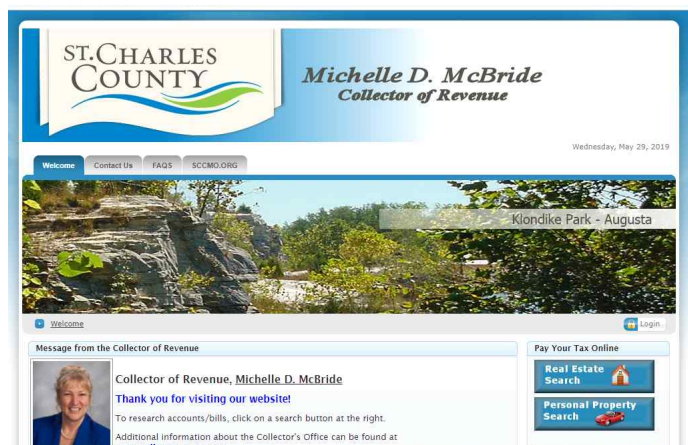 ST.CHARLES
COUNTY
Michelle D. McBride
Collector of Revenue
Wednesday, May 29, 2019
Welcome Contact Us FAQS SCCMO.ORG
Klondike Park - Augusta
Welcome Login
Message from the Collector of Revenue
Pay Your Tax Online
Real Estate
Search
Personal Property
Search
Collector of Revenue, Michelle D. McBride
Thank you for visiting our website!
To research accounts/bills, click on a search button at the right.
Additional information about the Collector's Office can be found at